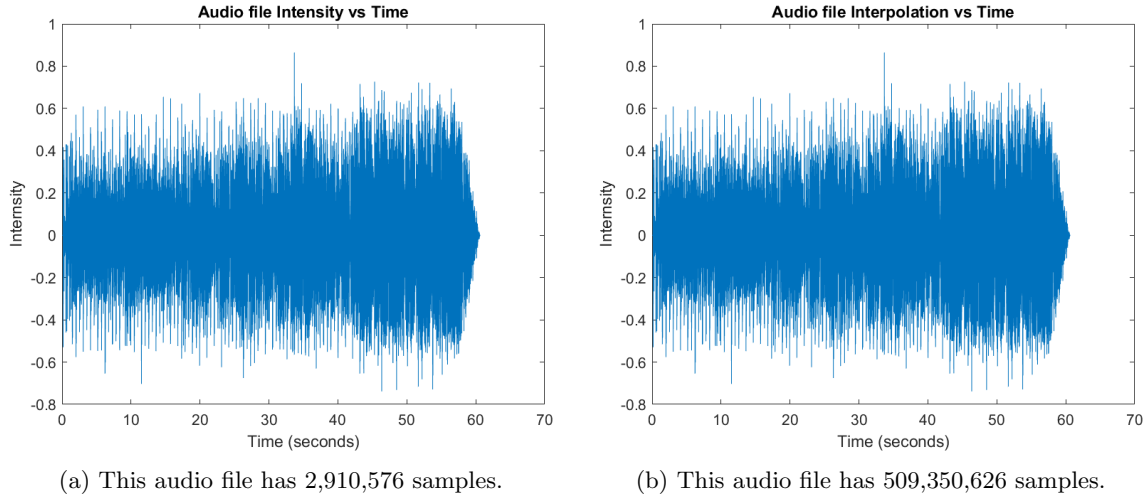 Audio file Intensity vs Time
1
0.8
0.6
0.4
0.2
0
-0.2
-0.4
-0.6
-0.8
Internsity
0 10 20 30 40 50 60 70
Time (seconds)
(a) This audio file has 2,910,576 samples.
Audio file Interpolation vs Time
1
0.8
0.6
0.4
0.2
0
-0.2
-0.4
-0.6
-0.8
Internsity
0 10 20 30 40 50 60 70
Time (seconds)
(b) This audio file has 509,350,626 samples.